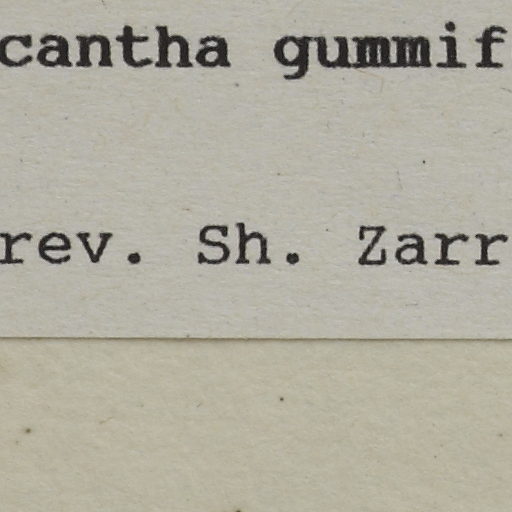 cantha gummif
rev. Sh. Zarr